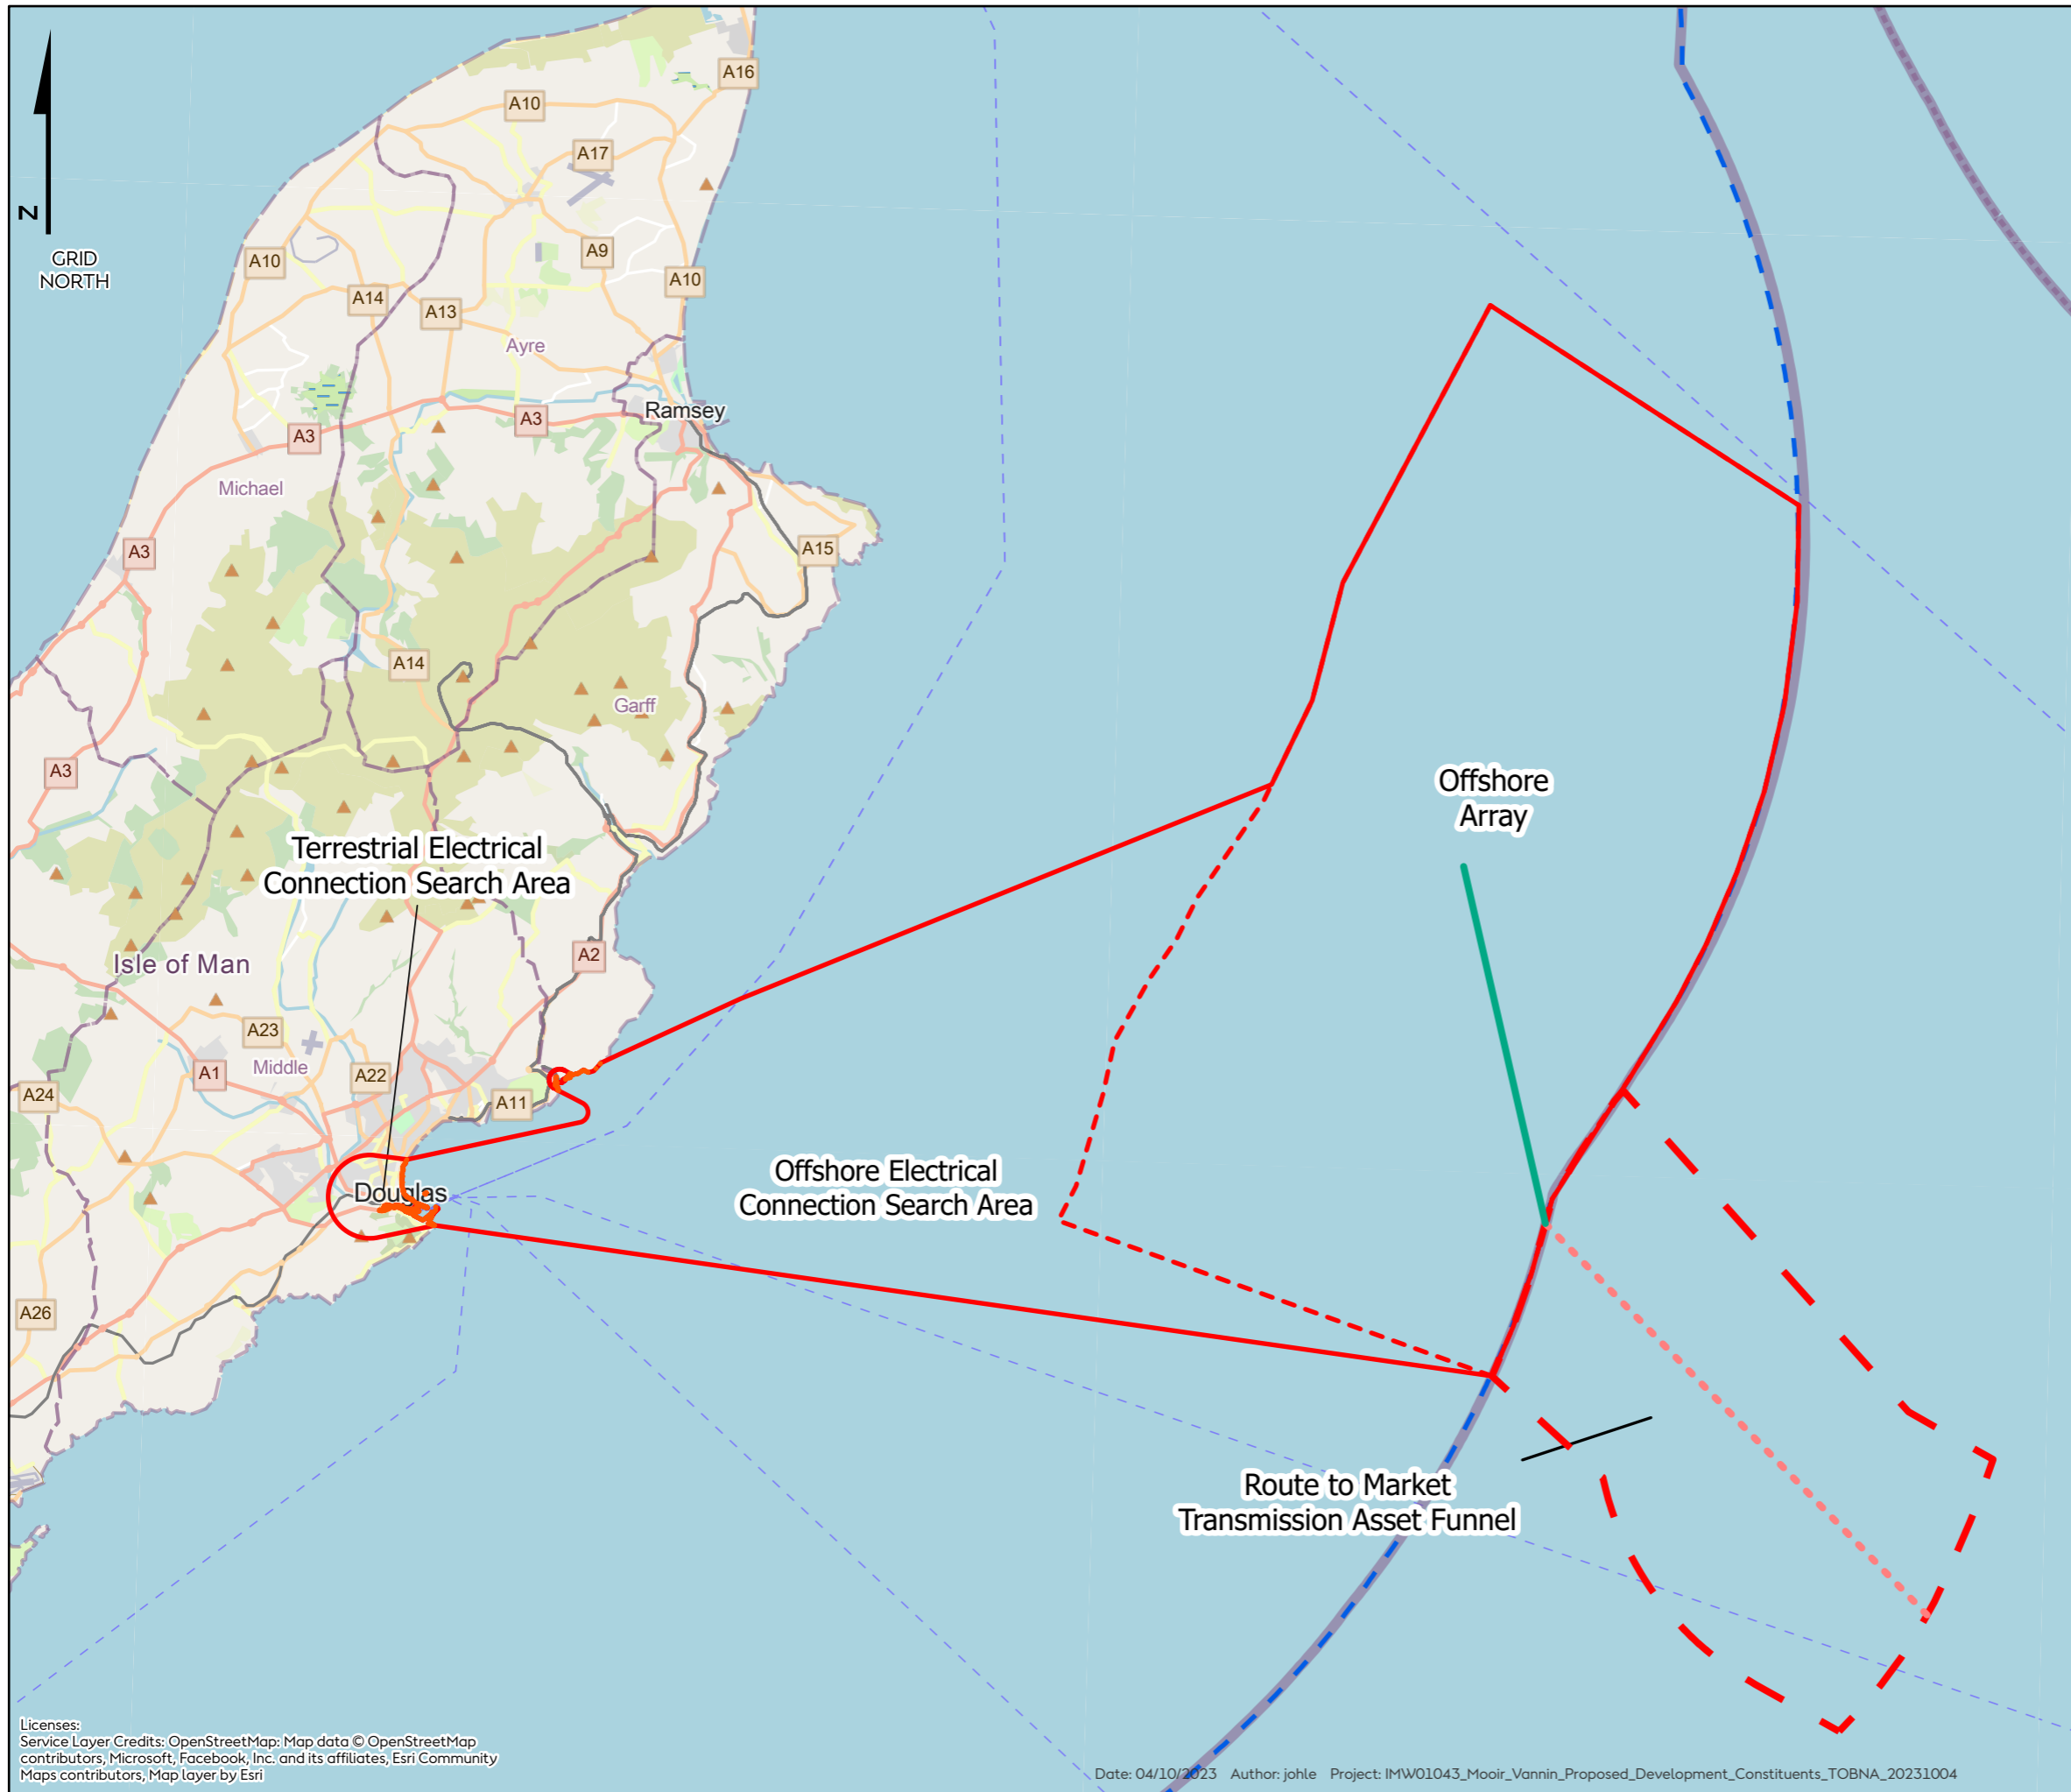 A16
A10
A17
N
A9
GRID
NORTH
A10
A10
A14
A13
Ayre
Ramsey
A3
A3
Michael
A3
A15
A14
Garff
A3
Offshore
Array
Terrestrial Electrical
Connection Search Area
A2
Isle of Man
A23
Middle
A1
A22
A24
A11
Offshore Electrical
Connection Search Area
Douglas
A26
Route to Market
Transmission Asset Funnel
Licenses:
Service Layer Credits: OpenStreetMap: Map data © OpenStreetMap
contributors, Microsoft, Facebook, Inc. and its affiliates, Esri Community
Maps contributors, Map layer by Esri
Date: 04/10/2023 Author: johle Project: IMW01043_Mooir_Vannin_Proposed_Development_Constituents_TOBNA_20231004